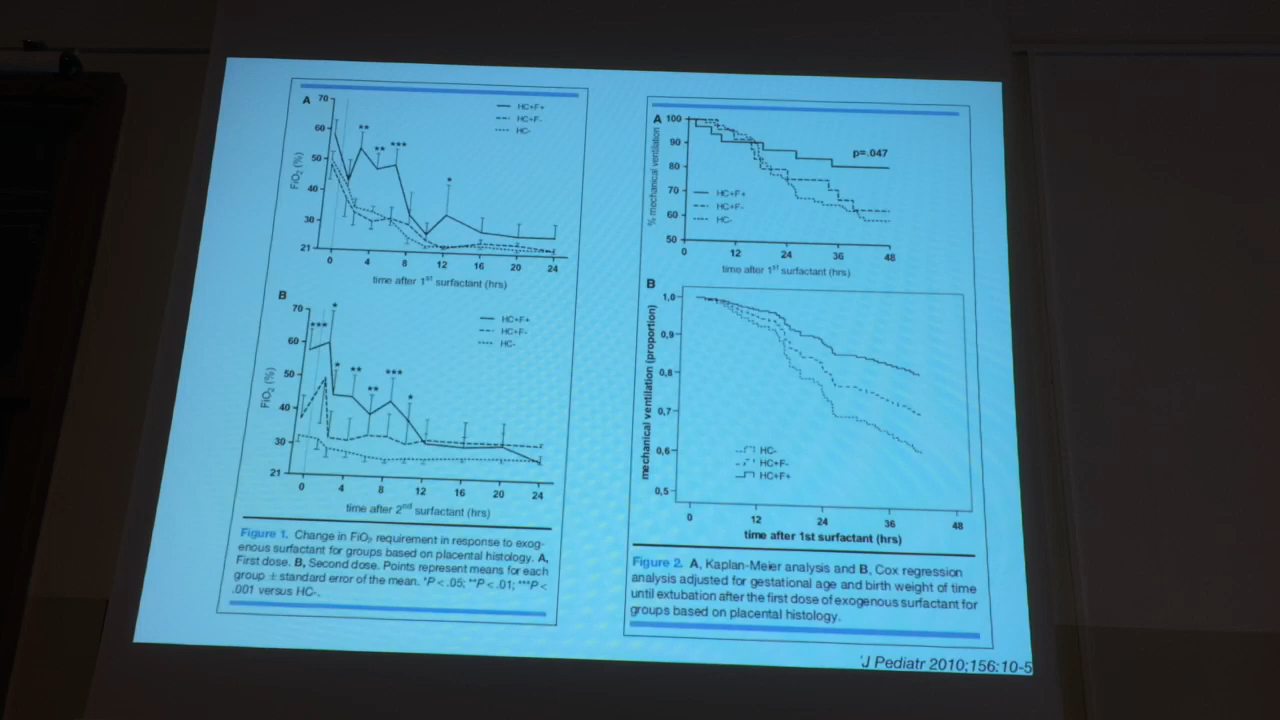 A
70
60
50
40
30
21
FiO2 (%)
HC+F+
HC+F-
HC-
**
**
***
*
0 4 8 12 16 20 24
time after 1st surfactant (hrs)
B
70
60
50
40
30
21
FiO2 (%)
HC+F+
HC+F-
HC-
***
*
*
**
**
***
*
0 4 8 12 16 20 24
time after 2nd surfactant (hrs)
Figure 1. Change in FiO2 requirement in response to exog-
enous surfactant for groups based on placental histology. A,
First dose. B, Second dose. Points represent means for each
group ± standard error of the mean. *P < .05; **P < .01; ***P <
.001 versus HC-.
A
100
90
80
70
60
50
% mechanical ventilation
p=.047
HC+F+
HC+F-
HC-
0 12 24 36 48
time after 1st surfactant (hrs)
B
1,0
0,9
0,8
0,7
0,6
0,5
mechanical ventilation (proportion)
HC-
HC+F-
HC+F+
0 12 24 36 48
time after 1st surfactant (hrs)
Figure 2. A, Kaplan-Meier analysis and B, Cox regression
analysis adjusted for gestational age and birth weight of time
until extubation after the first dose of exogenous surfactant for
groups based on placental histology.
J Pediatr 2010;156:10-5